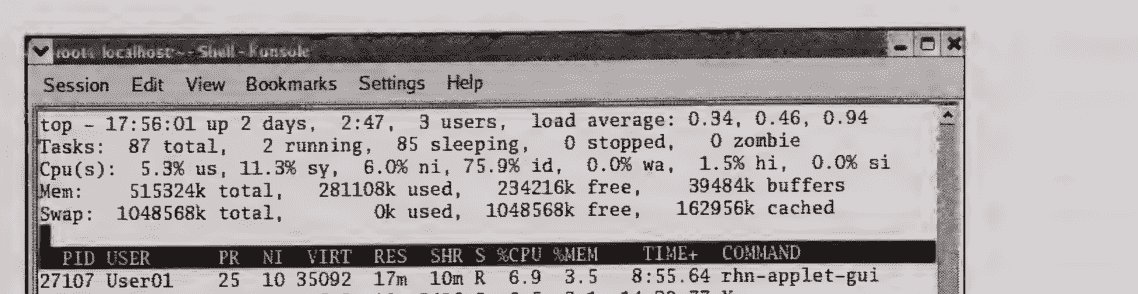 root@localhost:~ - Shell - Konsole
Session Edit View Bookmarks Settings Help
top - 17:56:01 up 2 days, 2:47, 3 users, load average: 0.34, 0.46, 0.94
Tasks: 87 total, 2 running, 85 sleeping, 0 stopped, 0 zombie
Cpu(s): 5.3% us, 11.3% sy, 6.0% ni, 75.9% id, 0.0% wa, 1.5% hi, 0.0% si
Mem: 515324k total, 281108k used, 234216k free, 39484k buffers
Swap: 1048568k total, 0k used, 1048568k free, 162956k cached
PID USER PR NI VIRT RES SHR S %CPU %MEM TIME+ COMMAND
27107 User01 25 10 35092 17m 10m R 6.9 3.5 8:55.64 rhn-applet-gui